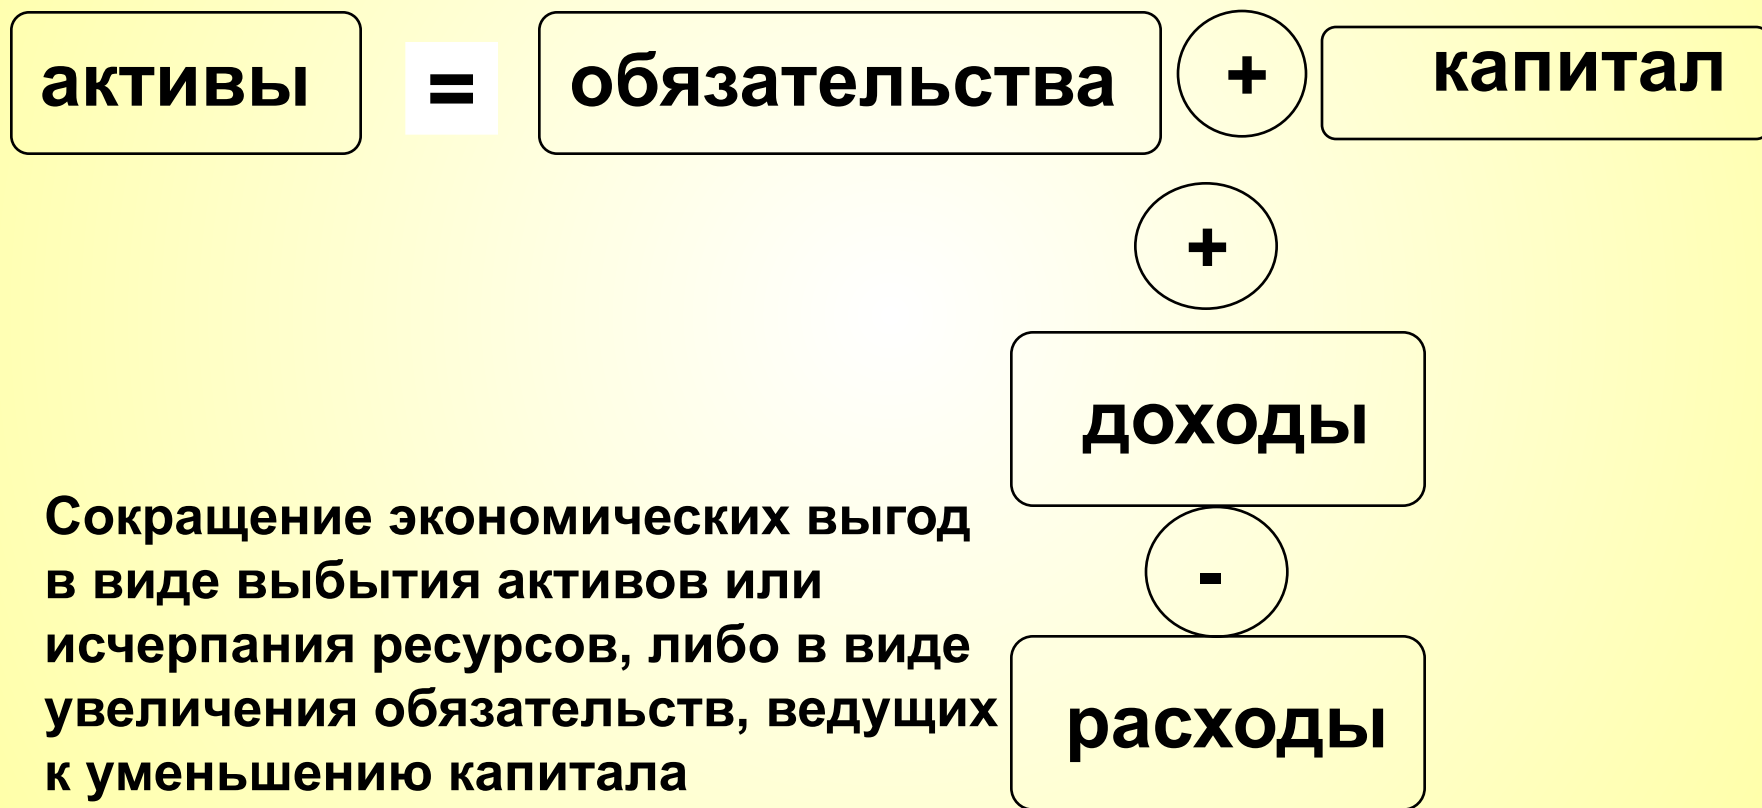 активы = обязательства + капитал
+
доходы
-
расходы
Сокращение экономических выгод
в виде выбытия активов или
исчерпания ресурсов, либо в виде
увеличения обязательств, ведущих
к уменьшению капитала